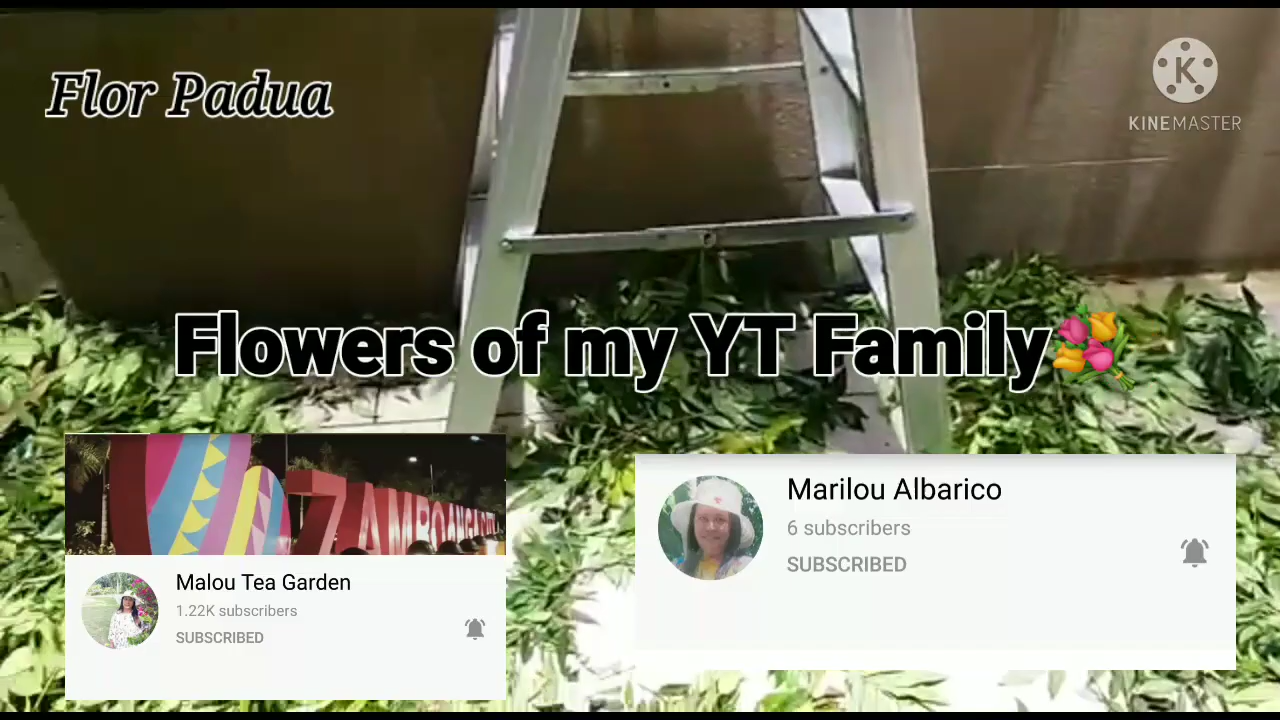 Flor Padua
KINEMASTER
Flowers of my YT Family
ZAMBOANGA
Malou Tea Garden
1.22K subscribers
SUBSCRIBED
Marilou Albarico
6 subscribers
SUBSCRIBED